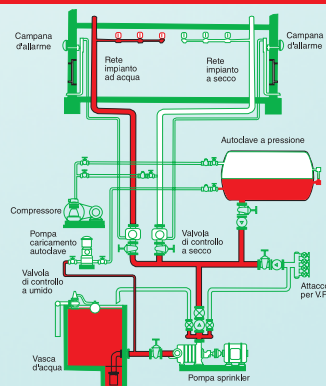 Campana
d'allarme
Campana
d'allarme
Rete
impianto
ad acqua
Rete
impianto
a secco
Autoclave a pressione
Compressore
Pompa
caricamento
autoclave
Valvola
di controllo
a secco
Valvola
di controllo
a umido
Attacco
per V.F
Vasca
d'acqua
Pompa sprinkler